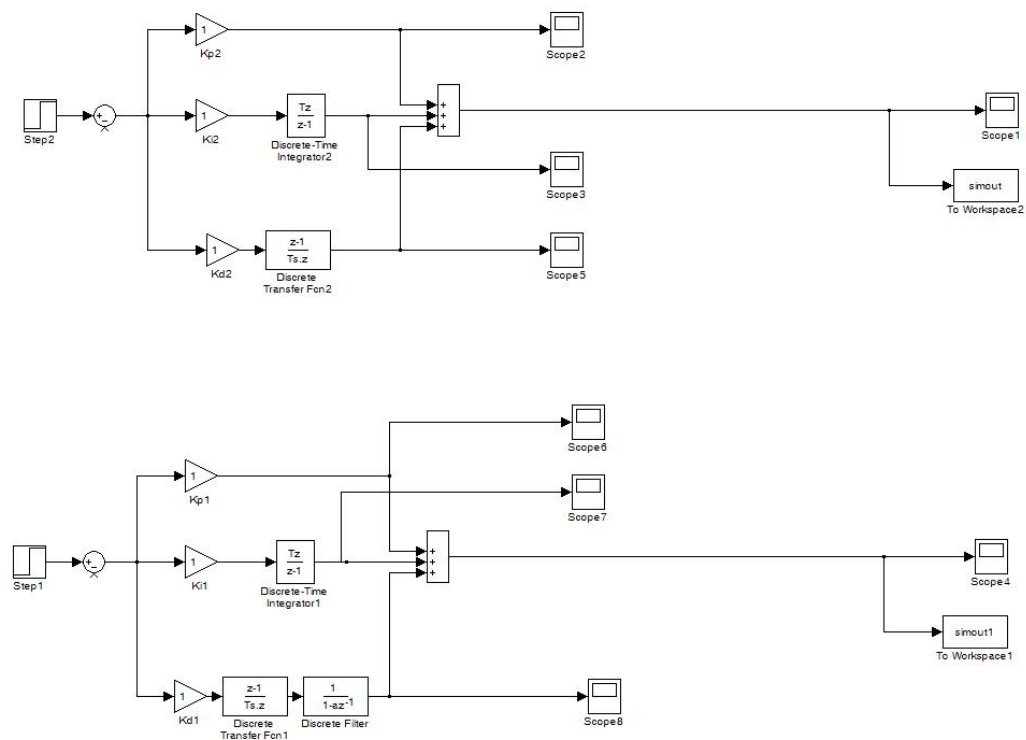 1
Kp2
Scope2
Step2
+
−
1
Ki2
Tz
z-1
Discrete-Time
Integrator2
+
+
+
Scope1
Scope3
simout
To Workspace2
1
Kd2
z-1
Ts.z
Discrete
Transfer Fcn2
Scope5
Scope6
1
Kp1
Scope7
Step1
+
−
1
Ki1
Tz
z-1
Discrete-Time
Integrator1
+
+
+
Scope4
simout1
To Workspace1
1
Kd1
z-1
Ts.z
Discrete
Transfer Fcn1
1
1-az⁻¹
Discrete Filter
Scope8